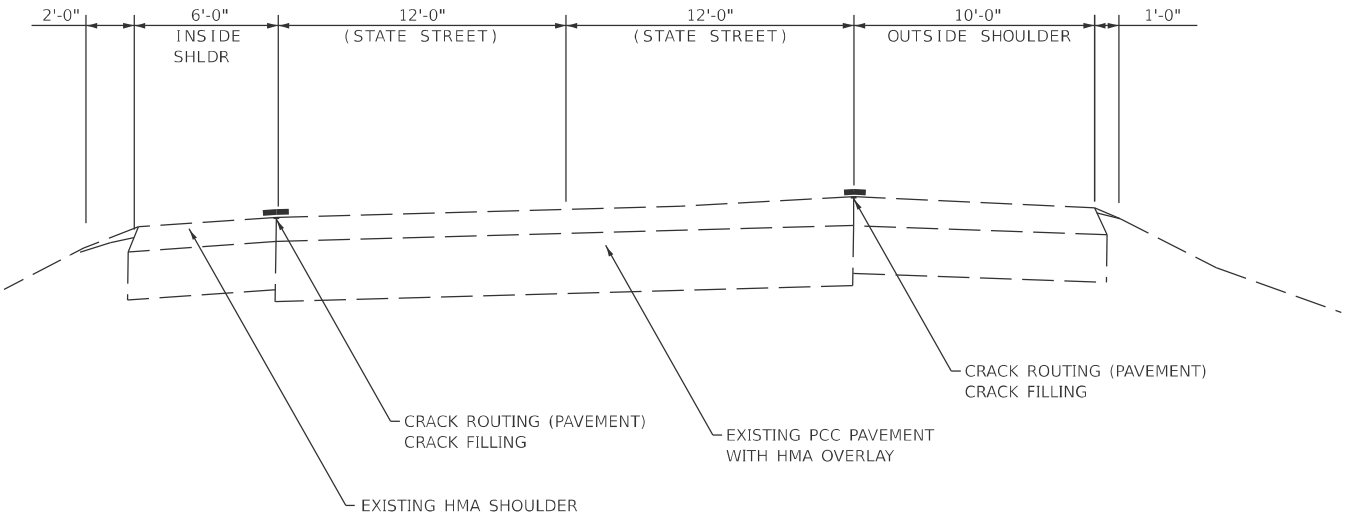 2'-0" 6'-0" 12'-0" 12'-0" 10'-0" 1'-0"
INSIDE (STATE STREET) (STATE STREET) OUTSIDE SHOULDER
SHLDR
CRACK ROUTING (PAVEMENT)
CRACK FILLING
CRACK ROUTING (PAVEMENT)
CRACK FILLING
EXISTING PCC PAVEMENT
WITH HMA OVERLAY
EXISTING HMA SHOULDER